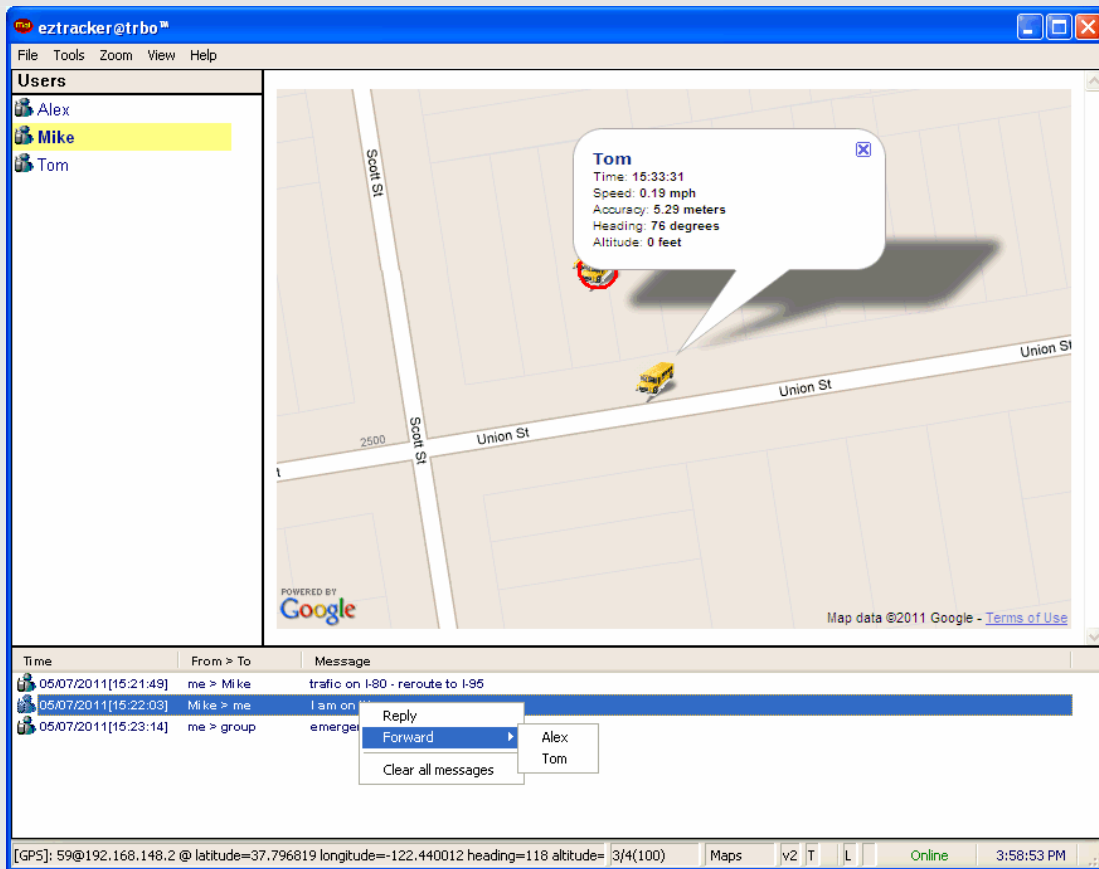 eztracker@trbo™
File Tools Zoom View Help
Users
Alex
Mike
Tom
Scott St
Tom
Time: 15:33:31
Speed: 0.19 mph
Accuracy: 5.29 meters
Heading: 76 degrees
Altitude: 0 feet
Union St
Union St
Scott St
2500
Union St
t
POWERED BY
Google
Map data ©2011 Google - Terms of Use
Time From > To Message
05/07/2011[15:21:49] me > Mike trafic on I-80 - reroute to I-95
05/07/2011[15:22:03] Mike > me I am on
05/07/2011[15:23:14] me > group emerger
Reply
Forward
Alex
Tom
Clear all messages
[GPS]: 59@192.168.148.2 @ latitude=37.796819 longitude=-122.440012 heading=118 altitude= 3/4(100) Maps v2 T L Online 3:58:53 PM